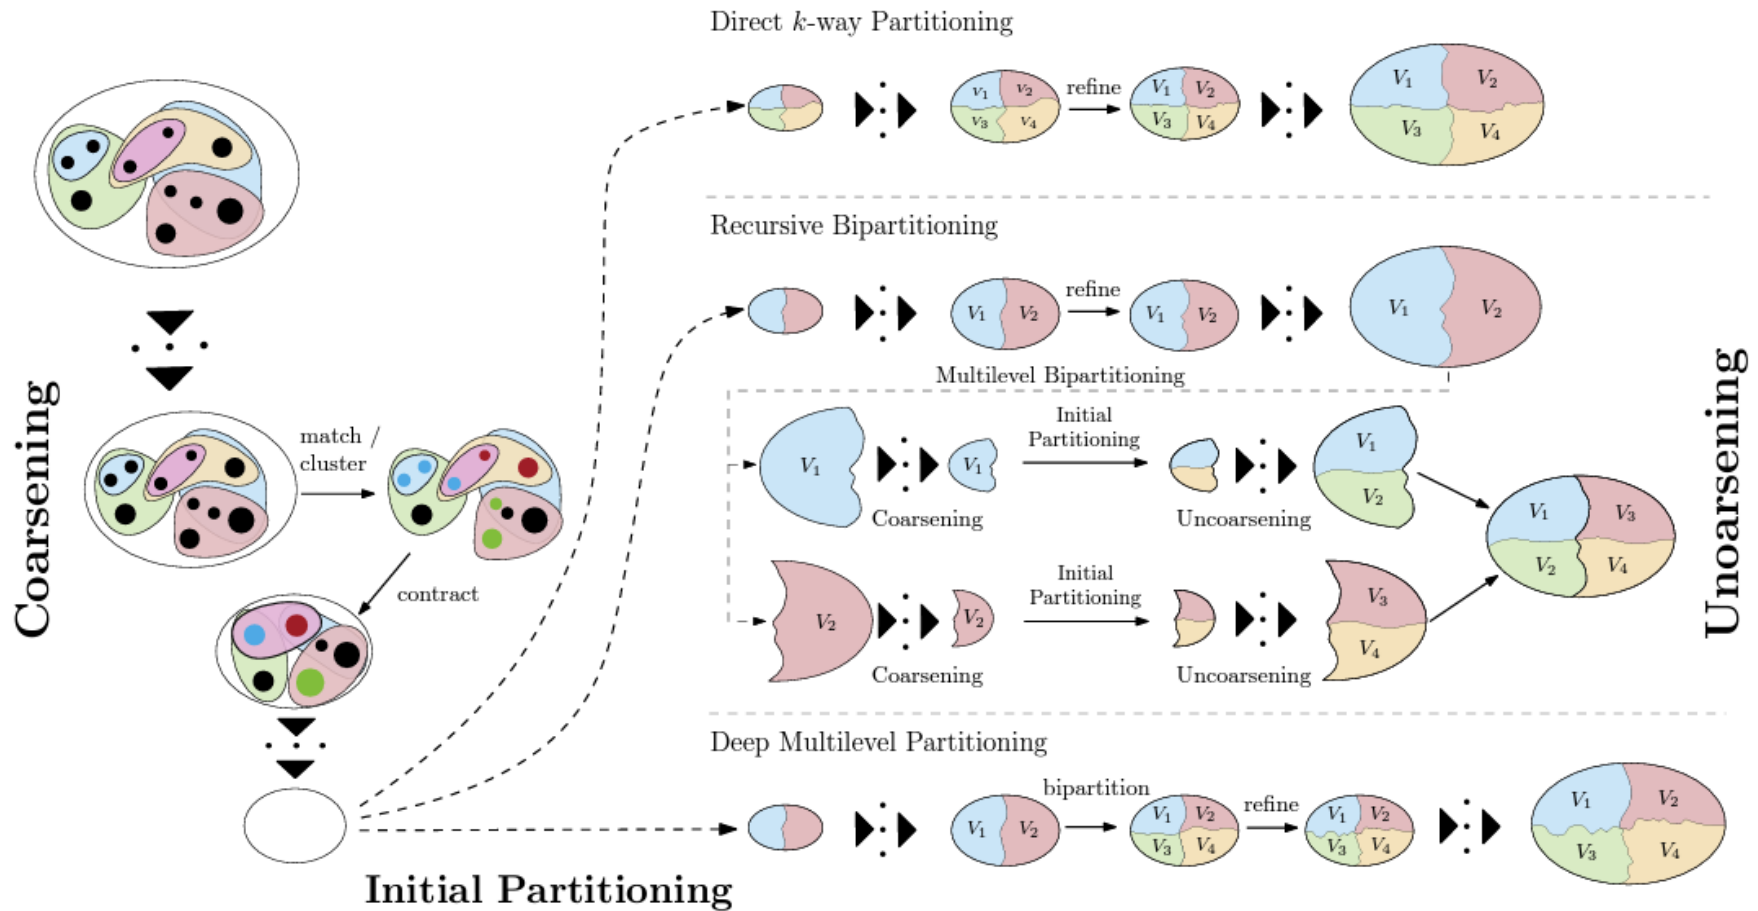 Direct k-way Partitioning
v1 v2
v3 v4
refine
V1 V2
V3 V4
V1 V2
V3 V4
Recursive Bipartitioning
V1 V2
refine
V1 V2
V1 V2
Multilevel Bipartitioning
V1
Coarsening
V1
Initial
Partitioning
Uncoarsening
V1
V2
V2
Coarsening
V2
Initial
Partitioning
Uncoarsening
V3
V4
V1 V3
V2 V4
Deep Multilevel Partitioning
V1 V2
bipartition
V1 V2
V3 V4
refine
V1 V2
V3 V4
V1 V2
V3 V4
Coarsening
match /
cluster
contract
Initial Partitioning
Unoarsening